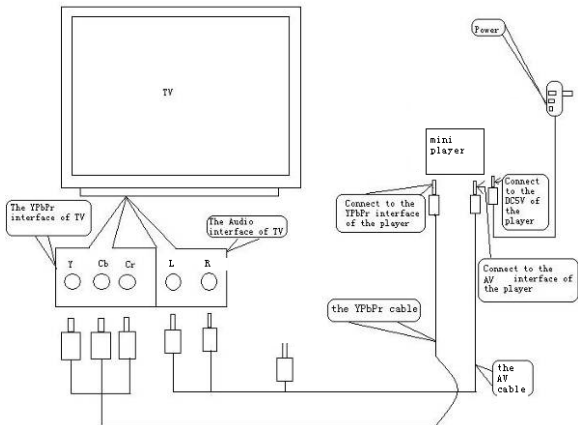 TV
Power
mini
player
The YPbPr
interface of TV
The Audio
interface of TV
Y Cb Cr L R
Connect to the
YPbPr interface
of the player
Connect
to the
DC5V of
the
player
Connect to the
AV interface of
the player
the YPbPr cable
the
AV
cable